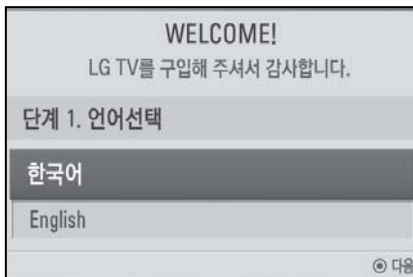 WELCOME!
LG TV를 구입해 주셔서 감사합니다.
단계 1. 언어선택
한국어
English
◉ 다음